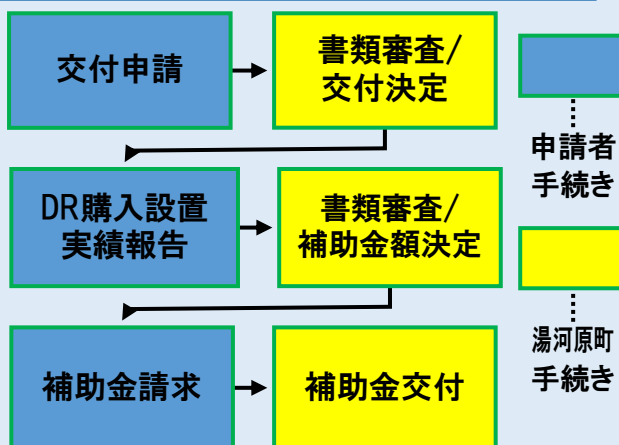 交付申請
書類審査/
交付決定
申請者
手続き
DR購入設置
実績報告
書類審査/
補助金額決定
湯河原町
手続き
補助金請求
補助金交付